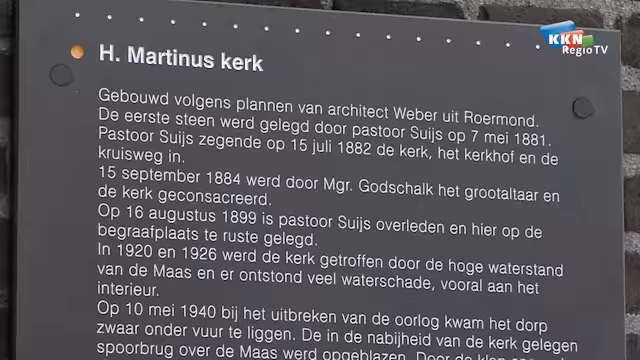 KKN
Regio TV
H. Martinus kerk
Gebouwd volgens plannen van architect Weber uit Roermond.
De eerste steen werd gelegd door pastoor Suijs op 7 mei 1881.
Pastoor Suijs zegende op 15 juli 1882 de kerk, het kerkhof en de
kruisweg in.
15 september 1884 werd door Mgr. Godschalk het grootaltaar en
de kerk geconsacreerd.
Op 16 augustus 1899 is pastoor Suijs overleden en hier op de
begraafplaats te ruste gelegd.
In 1920 en 1926 werd de kerk getroffen door de hoge waterstand
van de Maas en er ontstond veel waterschade, vooral aan het
interieur.
Op 10 mei 1940 bij het uitbreken van de oorlog kwam het dorp
zwaar onder vuur te liggen. De in de nabijheid van de kerk gelegen
spoorbrug over de Maas werd opgeblazen. Door de